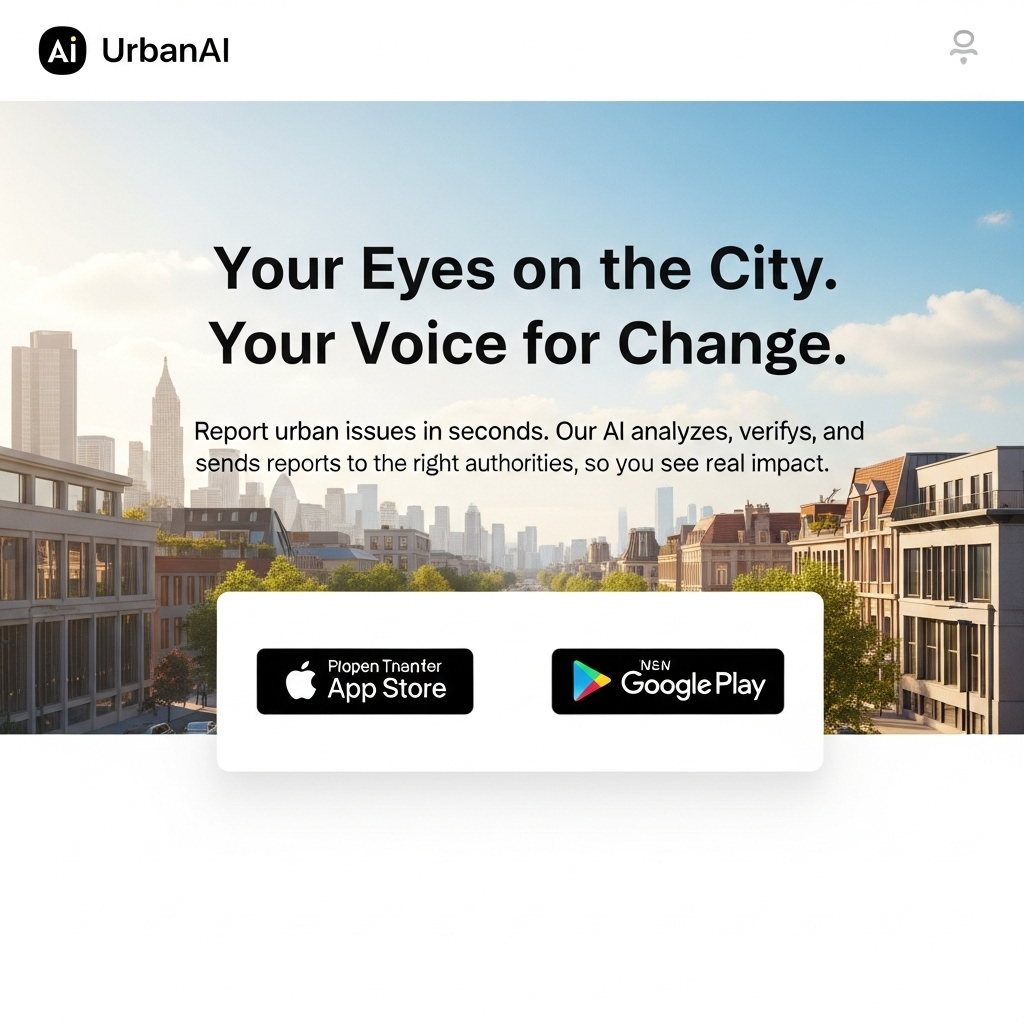 Ai UrbanAI
Your Eyes on the City.
Your Voice for Change.
Report urban issues in seconds. Our AI analyzes, verifys, and
sends reports to the right authorities, so you see real impact.
Plopen Tnanter
App Store
NSN
Google Play